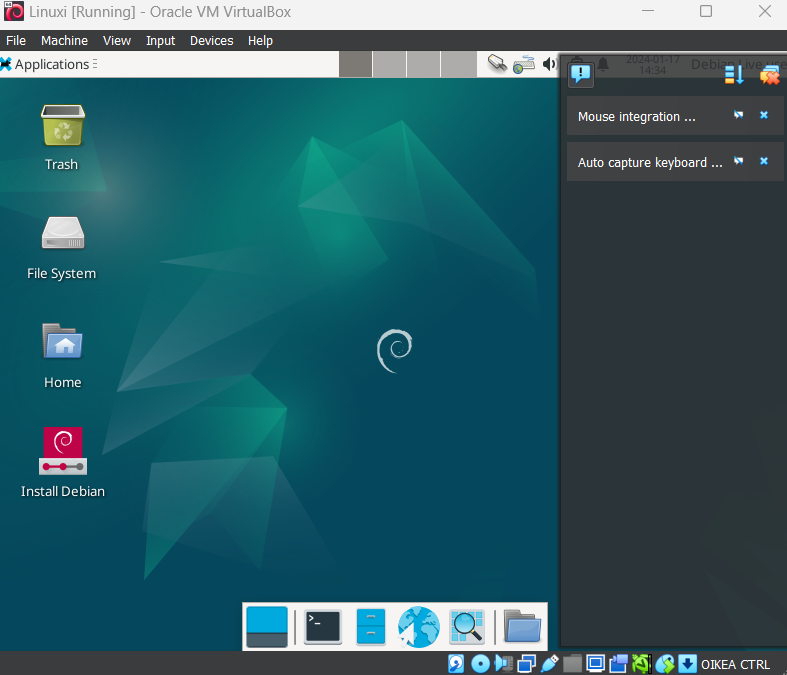 Linuxi [Running] - Oracle VM VirtualBox
File Machine View Input Devices Help
Applications
2024-01-17
14:34
Debian Live use
Mouse integration ...
Auto capture keyboard ...
Trash
File System
Home
Install Debian
OIKEA CTRL